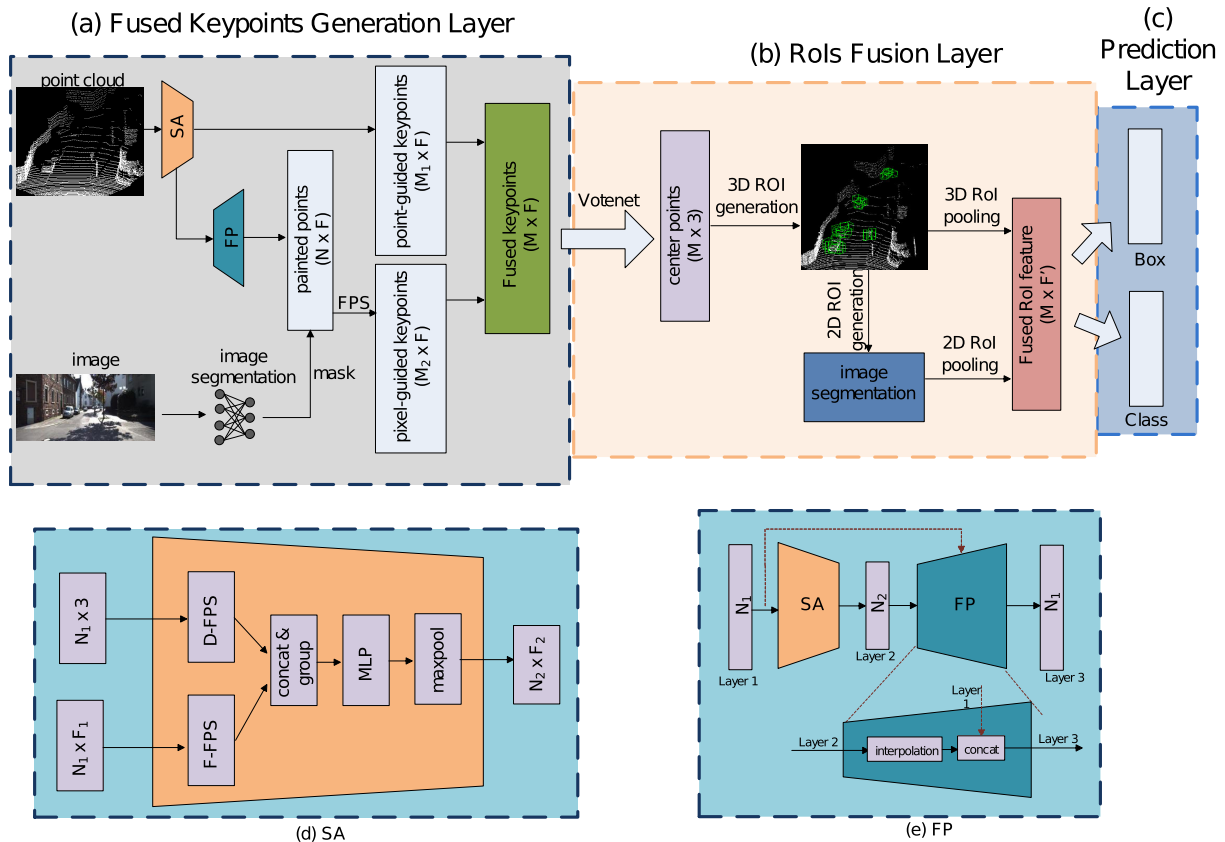 (a) Fused Keypoints Generation Layer
point cloud
SA
FP
painted points
(N x F)
point-guided keypoints
(M₁ x F)
Fused keypoints
(M x F)
FPS
pixel-guided keypoints
(M₂ x F)
image
image
segmentation
mask
Votenet
(b) RoIs Fusion Layer
center points
(M x 3)
3D ROI
generation
2D ROI
generation
image
segmentation
3D RoI
pooling
2D RoI
pooling
Fused RoI feature
(M x F')
(c)
Prediction
Layer
Box
Class
N₁ x 3
N₁ x F₁
D-FPS
F-FPS
concat &
group
MLP
maxpool
N₂ x F₂
(d) SA
N₁
Layer 1
SA
N₂
Layer 2
FP
N₁
Layer 3
Layer
1
Layer 2
interpolation
concat
Layer 3
(e) FP